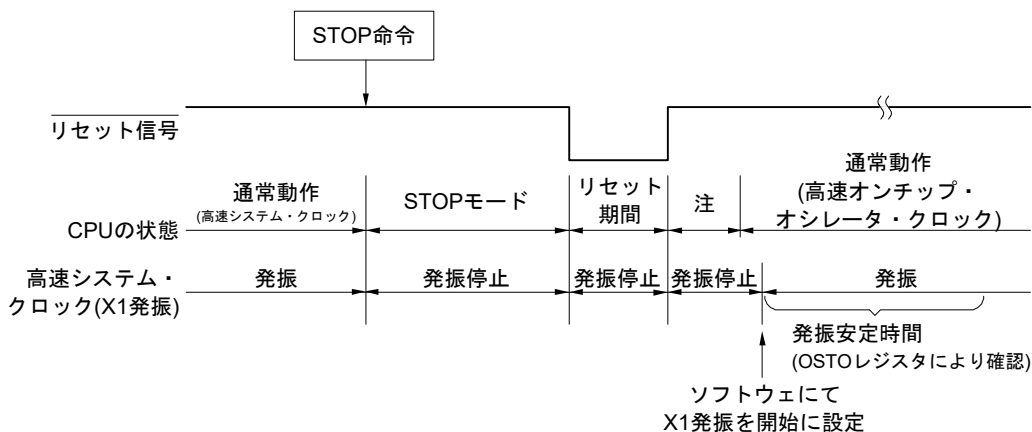 STOP命令
リセット信号
通常動作
(高速システム・クロック)
STOPモード
リセット
期間
注
通常動作
(高速オンチップ・
オシレータ・クロック)
CPUの状態
高速システム・
クロック(X1発振)
発振
発振停止
発振停止
発振停止
発振
発振安定時間
(OSTOレジスタにより確認)
ソフトウェにて
X1発振を開始に設定